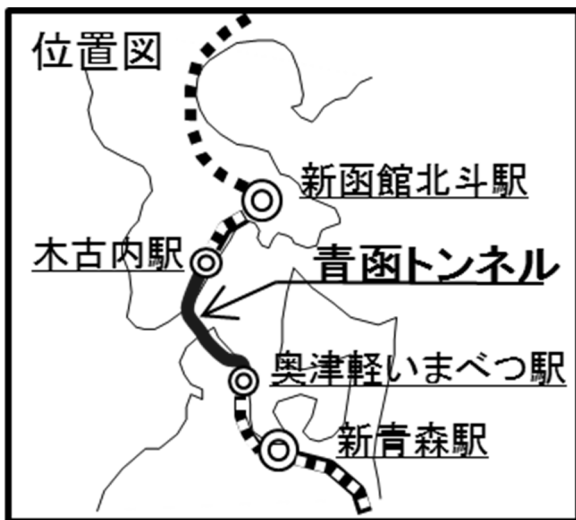 位置図
新函館北斗駅
木古内駅
青函トンネル
奥津軽いまべつ駅
新青森駅